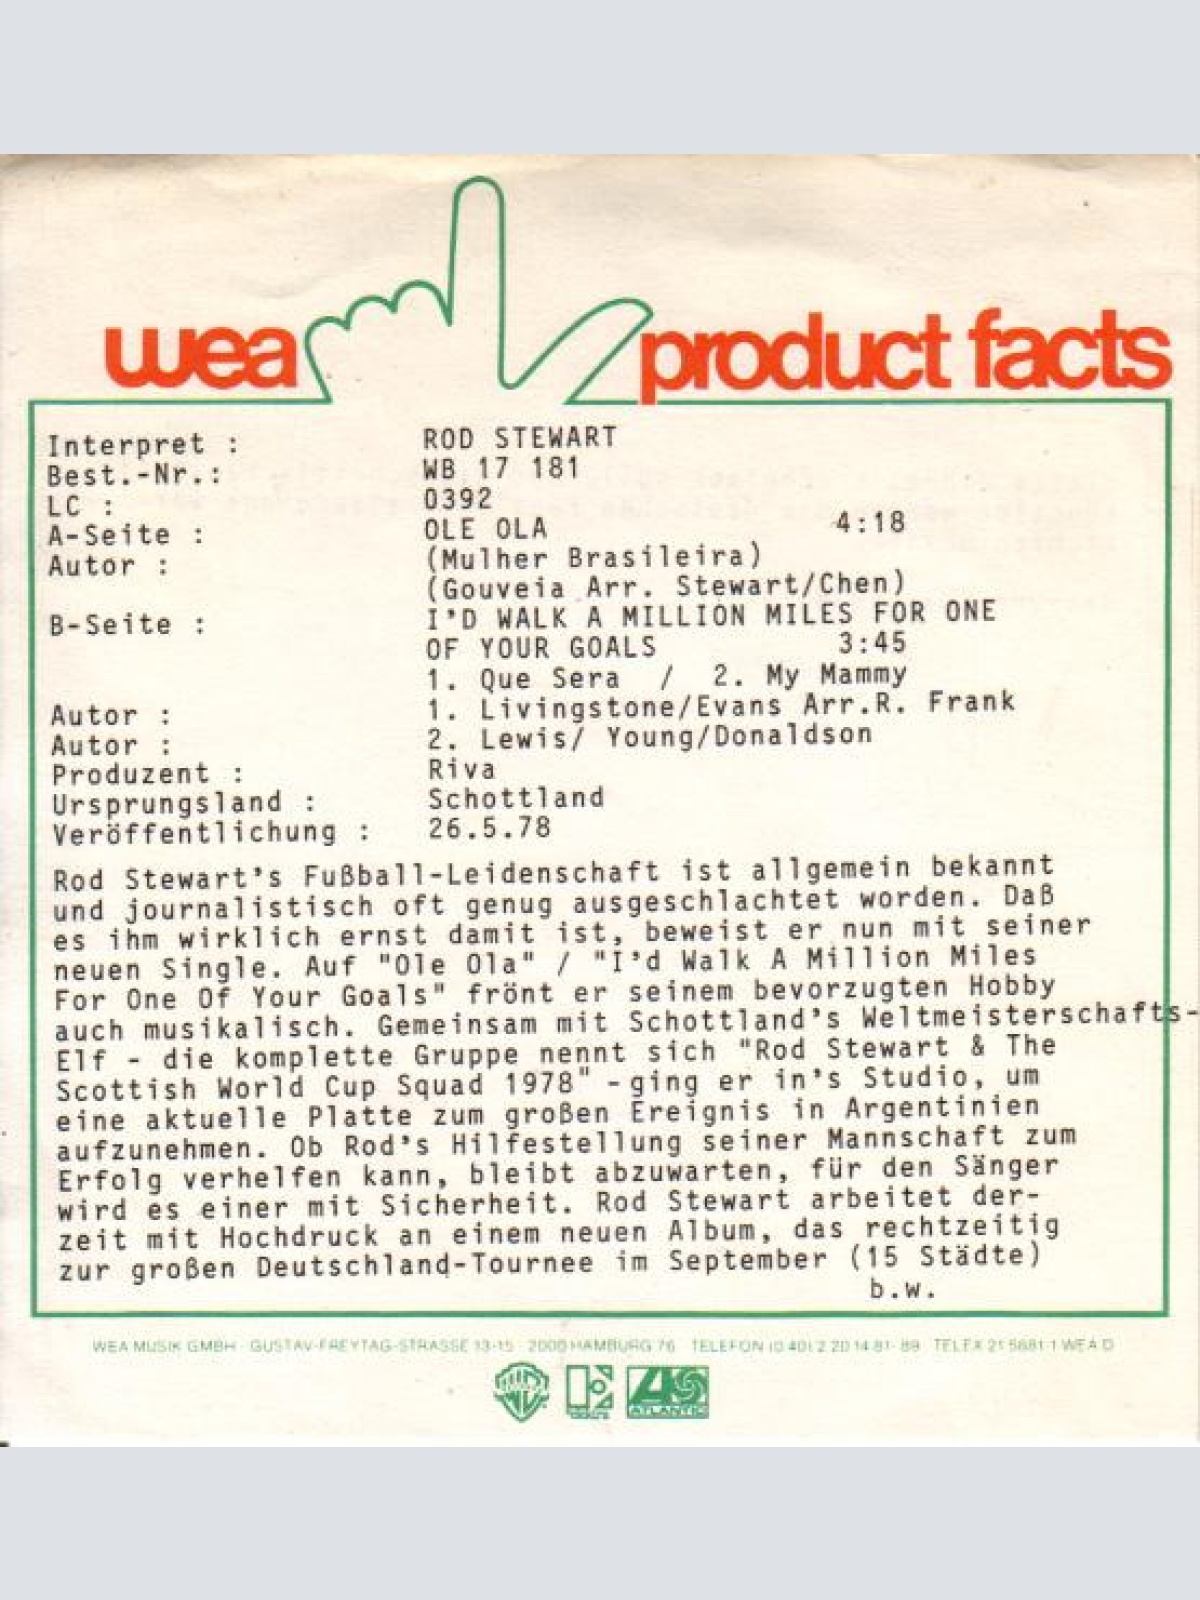 wea product facts
Interpret : ROD STEWART
Best.-Nr.: WB 17 181
LC : 0392
A-Seite : OLE OLA 4:18
Autor : (Mulher Brasileira)
(Gouveia Arr. Stewart/Chen)
B-Seite : I'D WALK A MILLION MILES FOR ONE
OF YOUR GOALS 3:45
1. Que Sera / 2. My Mammy
Autor : 1. Livingstone/Evans Arr.R. Frank
Autor : 2. Lewis/ Young/Donaldson
Produzent : Riva
Ursprungsland : Schottland
Veröffentlichung : 26.5.78
Rod Stewart's Fußball-Leidenschaft ist allgemein bekannt
und journalistisch oft genug ausgeschlachtet worden. Daß
es ihm wirklich ernst damit ist, beweist er nun mit seiner
neuen Single. Auf "Ole Ola" / "I'd Walk A Million Miles
For One Of Your Goals" frönt er seinem bevorzugten Hobby
auch musikalisch. Gemeinsam mit Schottland's Weltmeisterschafts-
Elf - die komplette Gruppe nennt sich "Rod Stewart & The
Scottish World Cup Squad 1978" - ging er in's Studio, um
eine aktuelle Platte zum großen Ereignis in Argentinien
aufzunehmen. Ob Rod's Hilfestellung seiner Mannschaft zum
Erfolg verhelfen kann, bleibt abzuwarten, für den Sänger
wird es einer mit Sicherheit. Rod Stewart arbeitet der-
zeit mit Hochdruck an einem neuen Album, das rechtzeitig
zur großen Deutschland-Tournee im September (15 Städte)
b.w.
WEA MUSIK GMBH · GUSTAV-FREYTAG-STRASSE 13-15 · 2000 HAMBURG 76 TELEFON (0 40) 2 20 14 81- 89 TELEX 21 5881-1 WEA D
ATLANTIC